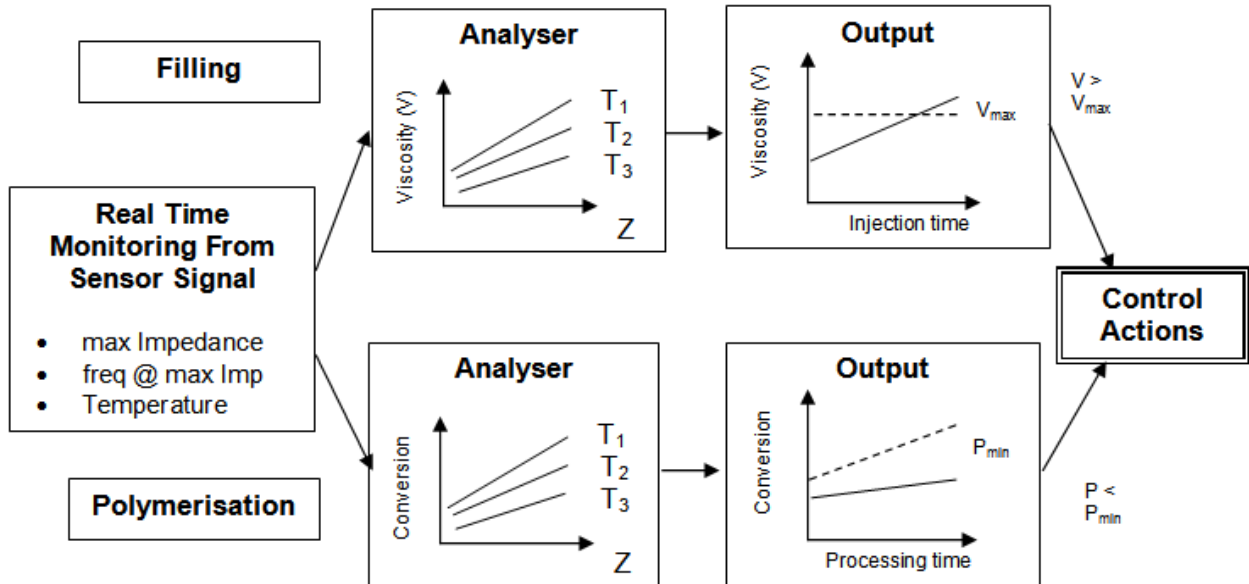 Filling
Analyser
Viscosity (V)
T₁
T₂
T₃
Z
Output
Viscosity (V)
Vmax
Injection time
V >
Vmax
Real Time
Monitoring From
Sensor Signal
• max Impedance
• freq @ max Imp
• Temperature
Control
Actions
Polymerisation
Analyser
Conversion
T₁
T₂
T₃
Z
Output
Conversion
Pmin
Processing time
P <
Pmin